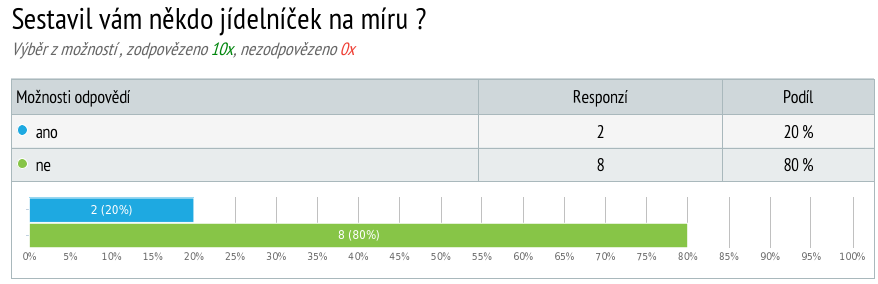 Sestavil vám někdo jídelníček na míru ?
Výběr z možností , zodpovězeno 10x, nezodpovězeno 0x
Možnosti odpovědí Responzí Podíl
ano 2 20 %
ne 8 80 %
2 (20%)
8 (80%)
0% 5% 10% 15% 20% 25% 30% 35% 40% 45% 50% 55% 60% 65% 70% 75% 80% 85% 90% 95% 100%